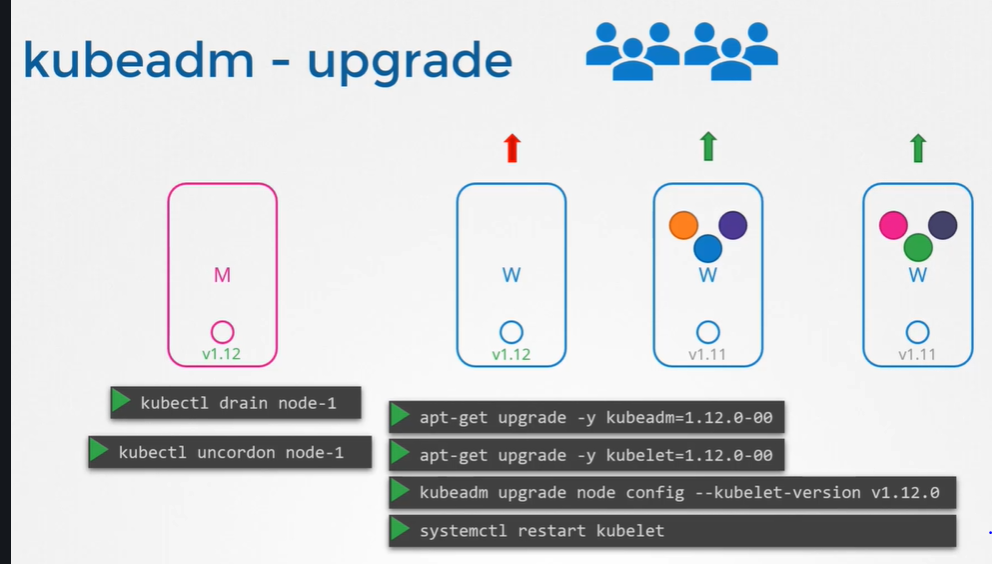 kubeadm - upgrade
M
v1.12
W
v1.12
W
v1.11
W
v1.11
kubectl drain node-1
kubectl uncordon node-1
apt-get upgrade -y kubeadm=1.12.0-00
apt-get upgrade -y kubelet=1.12.0-00
kubeadm upgrade node config --kubelet-version v1.12.0
systemctl restart kubelet